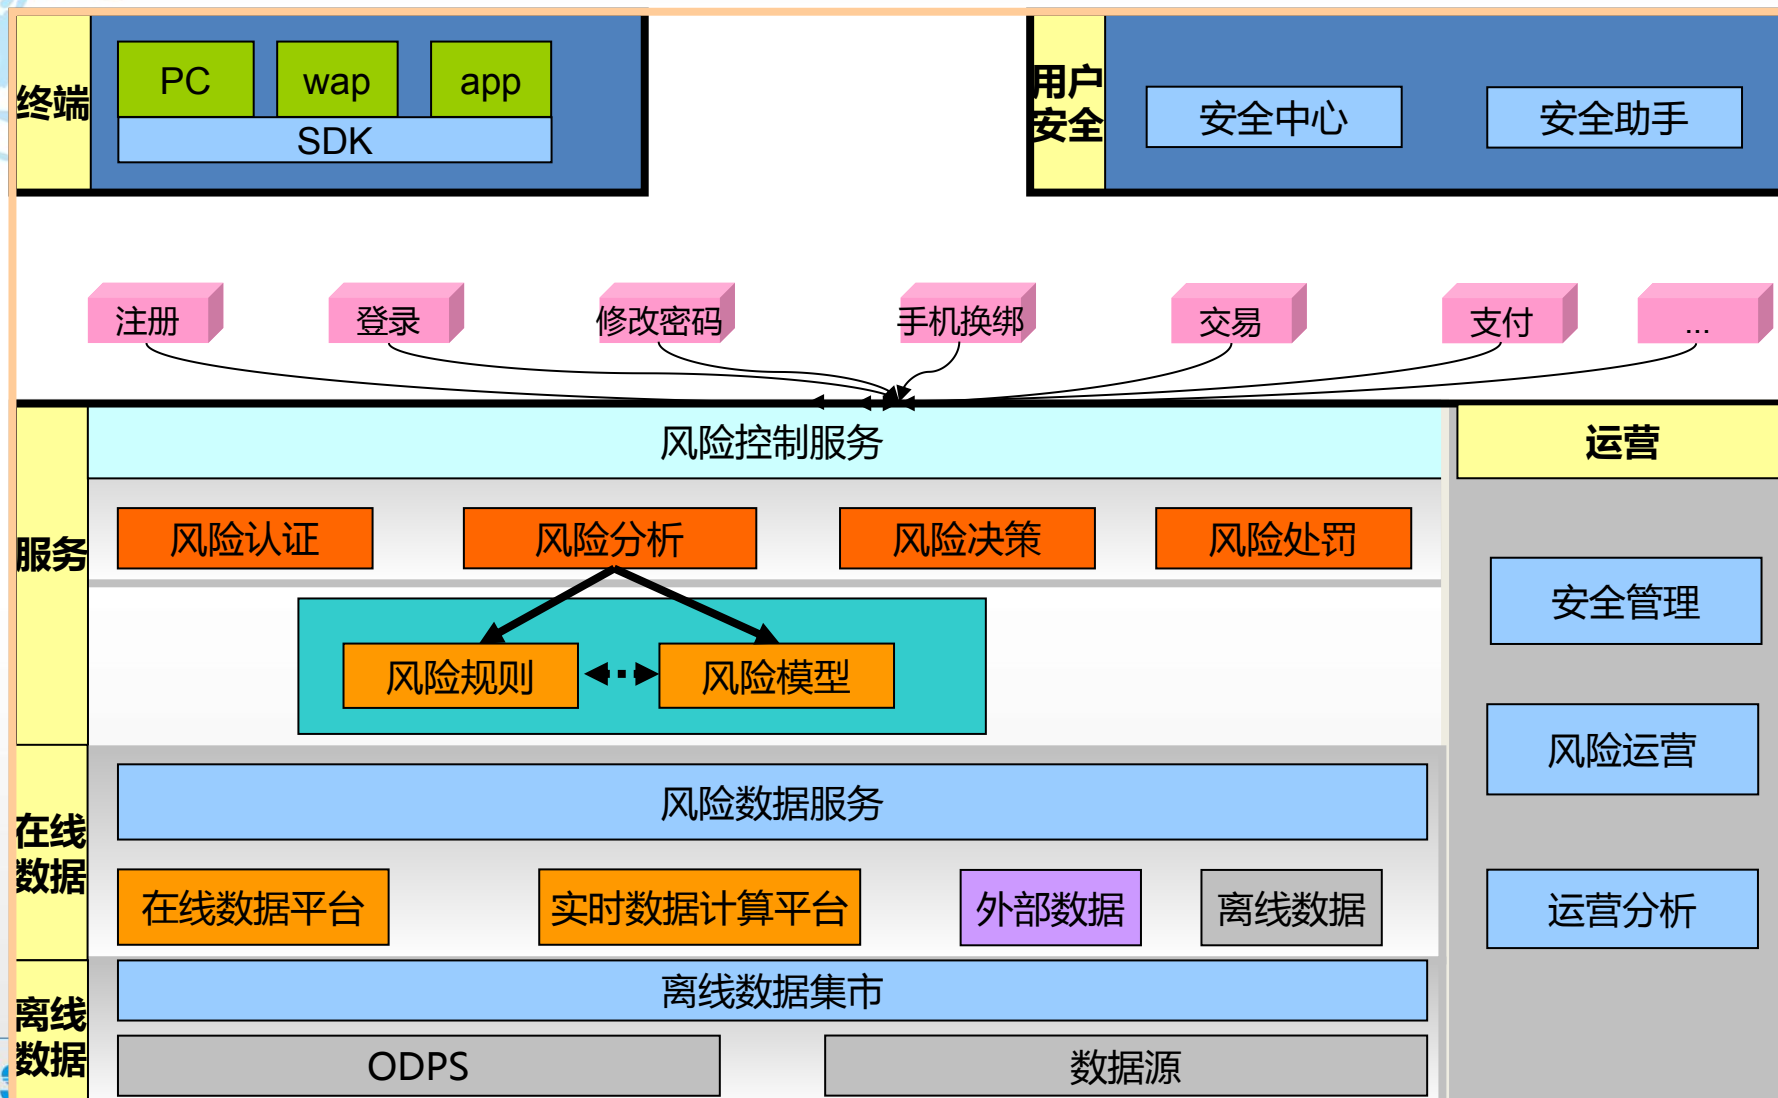 终端
PC
wap
app
SDK
用户
安全
安全中心
安全助手
注册
登录
修改密码
手机换绑
交易
支付
...
服务
风险控制服务
运营
风险认证
风险分析
风险决策
风险处罚
安全管理
风险规则
风险模型
风险运营
在线
数据
风险数据服务
在线数据平台
实时数据计算平台
外部数据
离线数据
运营分析
离线
数据
离线数据集市
ODPS
数据源